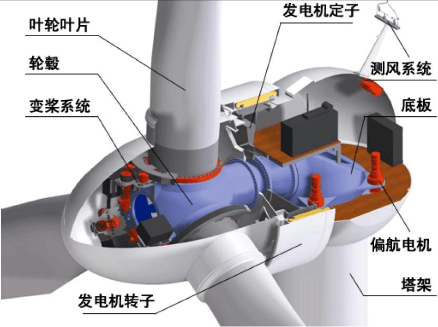 叶轮叶片
发电机定子
轮毂
测风系统
变桨系统
底板
偏航电机
发电机转子
塔架